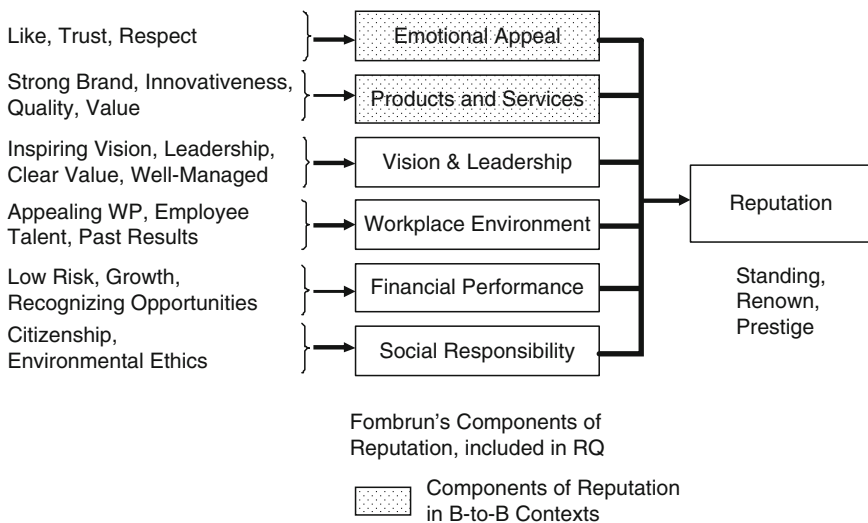 Like, Trust, Respect
Emotional Appeal
Strong Brand, Innovativeness,
Quality, Value
Products and Services
Inspiring Vision, Leadership,
Clear Value, Well-Managed
Vision & Leadership
Appealing WP, Employee
Talent, Past Results
Workplace Environment
Low Risk, Growth,
Recognizing Opportunities
Financial Performance
Citizenship,
Environmental Ethics
Social Responsibility
Reputation
Standing,
Renown,
Prestige
Fombrun’s Components of
Reputation, included in RQ
Components of Reputation
in B-to-B Contexts